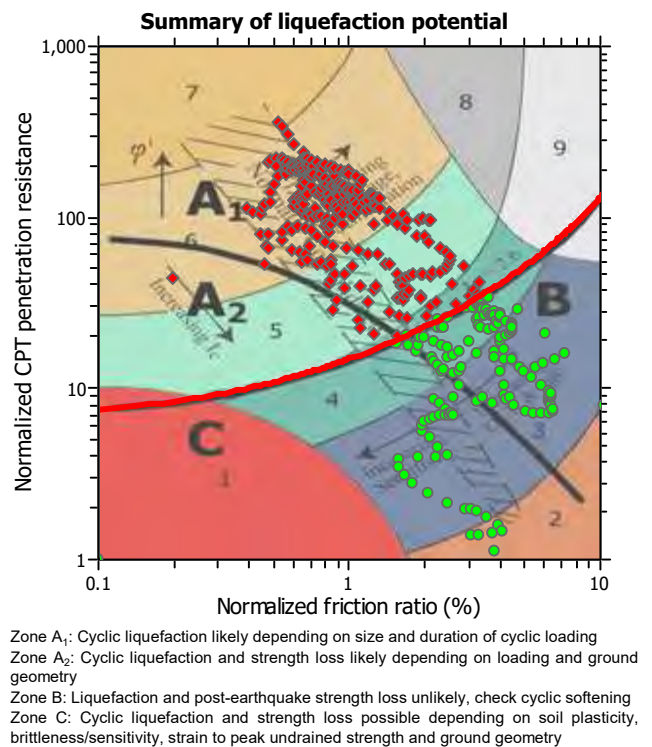 Summary of liquefaction potential
1,000
7
8
9
φ'
A1
6
100
A2
Increasing Ic
B
5
10
4
C
3
1
2
1
0.1
1
10
Normalized CPT penetration resistance
Normalized friction ratio (%)
Zone A1: Cyclic liquefaction likely depending on size and duration of cyclic loading
Zone A2: Cyclic liquefaction and strength loss likely depending on loading and ground
geometry
Zone B: Liquefaction and post-earthquake strength loss unlikely, check cyclic softening
Zone C: Cyclic liquefaction and strength loss possible depending on soil plasticity,
brittleness/sensitivity, strain to peak undrained strength and ground geometry